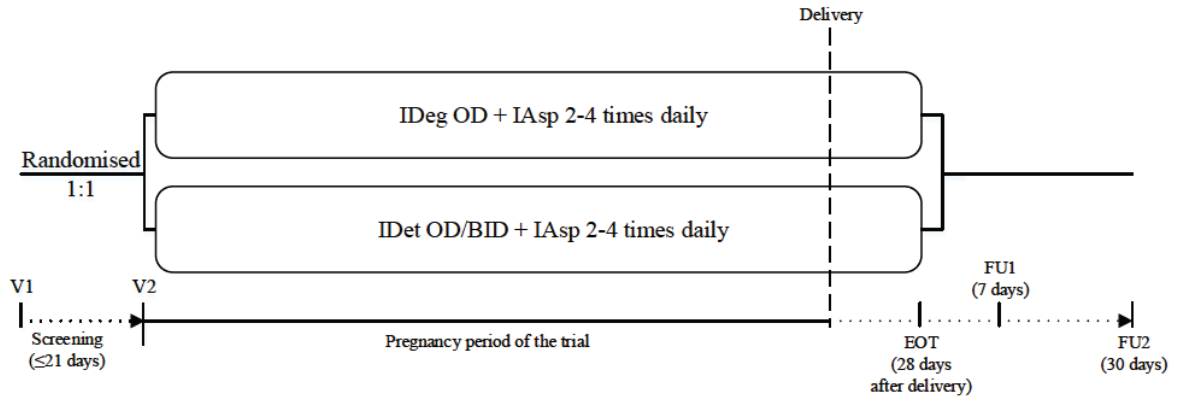 Delivery
IDeg OD + IAsp 2-4 times daily
Randomised
1:1
IDet OD/BID + IAsp 2-4 times daily
V1
V2
FU1
(7 days)
Screening
(≤21 days)
Pregnancy period of the trial
EOT
(28 days
after delivery)
FU2
(30 days)